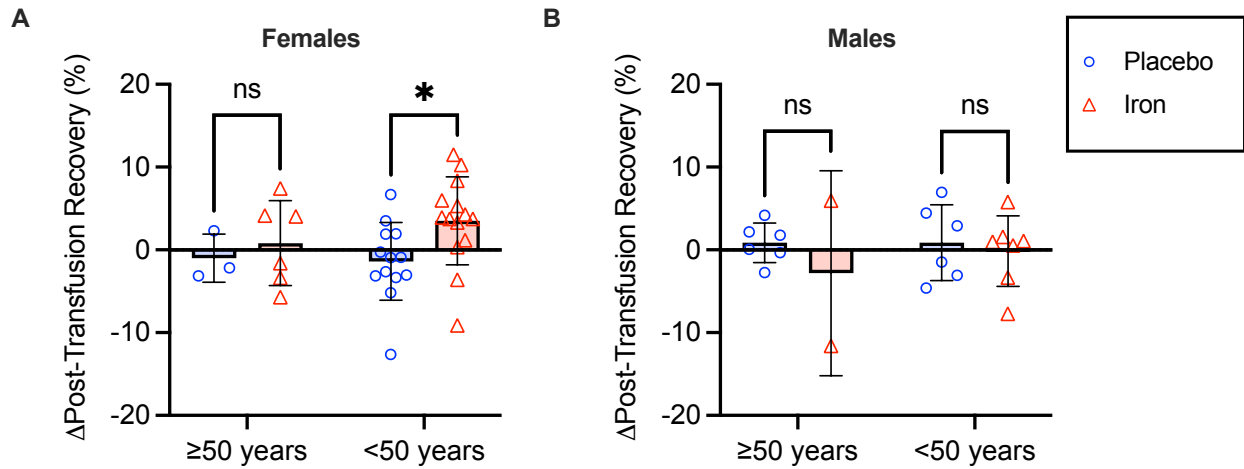 A
Females
ΔPost-Transfusion Recovery (%)
20
10
0
-10
-20
ns
*
≥50 years
<50 years
B
Males
ΔPost-Transfusion Recovery (%)
20
10
0
-10
-20
ns
ns
≥50 years
<50 years
Placebo
Iron